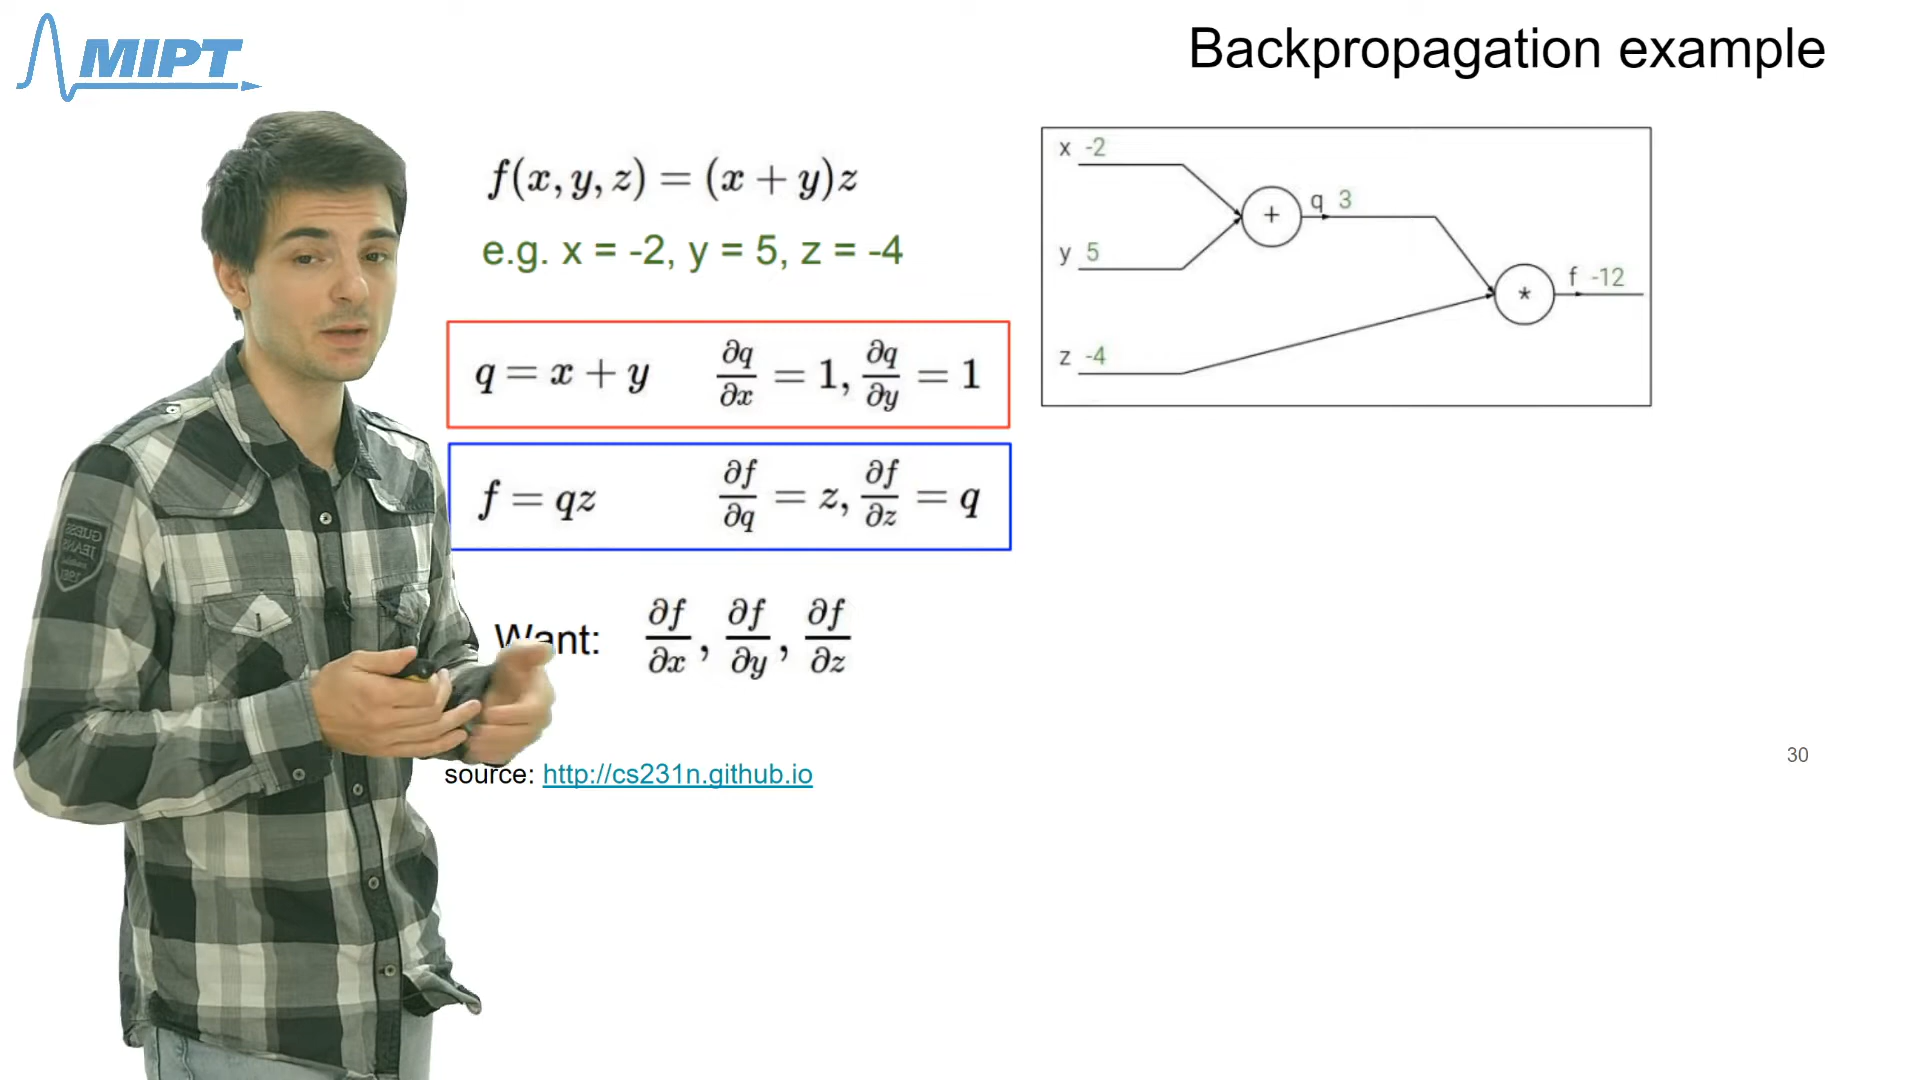 MIPT
Backpropagation example
f(x, y, z) = (x + y)z
e.g. x = -2, y = 5, z = -4
q = x + y ∂q/∂x = 1, ∂q/∂y = 1
f = qz ∂f/∂q = z, ∂f/∂z = q
Want: ∂f/∂x, ∂f/∂y, ∂f/∂z
source: http://cs231n.github.io
x -2
y 5
z -4
+
q 3
*
f -12
30